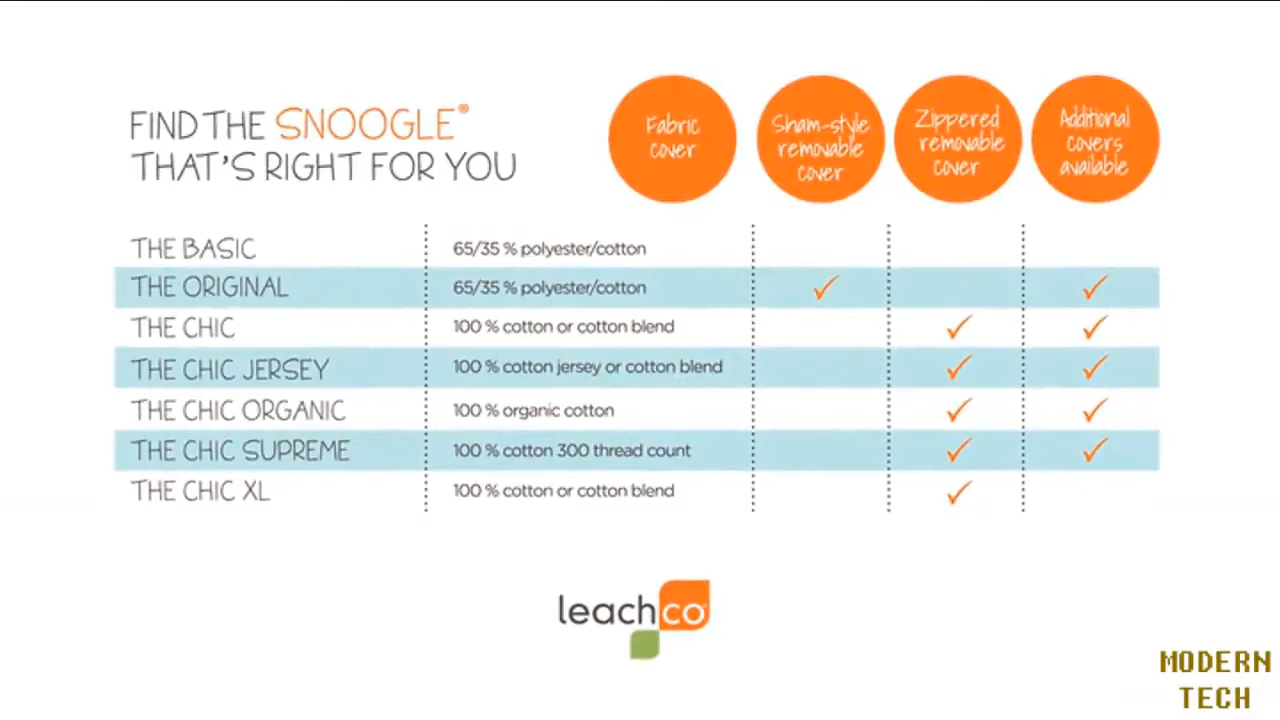 FIND THE SNOOGLE®
THAT'S RIGHT FOR YOU
Fabric
cover
Sham-style
removable
cover
Zippered
removable
cover
Additional
covers
available
THE BASIC 65/35 % polyester/cotton
THE ORIGINAL 65/35 % polyester/cotton ✓ ✓
THE CHIC 100 % cotton or cotton blend ✓ ✓
THE CHIC JERSEY 100 % cotton jersey or cotton blend ✓ ✓
THE CHIC ORGANIC 100 % organic cotton ✓ ✓
THE CHIC SUPREME 100 % cotton 300 thread count ✓ ✓
THE CHIC XL 100 % cotton or cotton blend ✓
leachco
MODERN
TECH